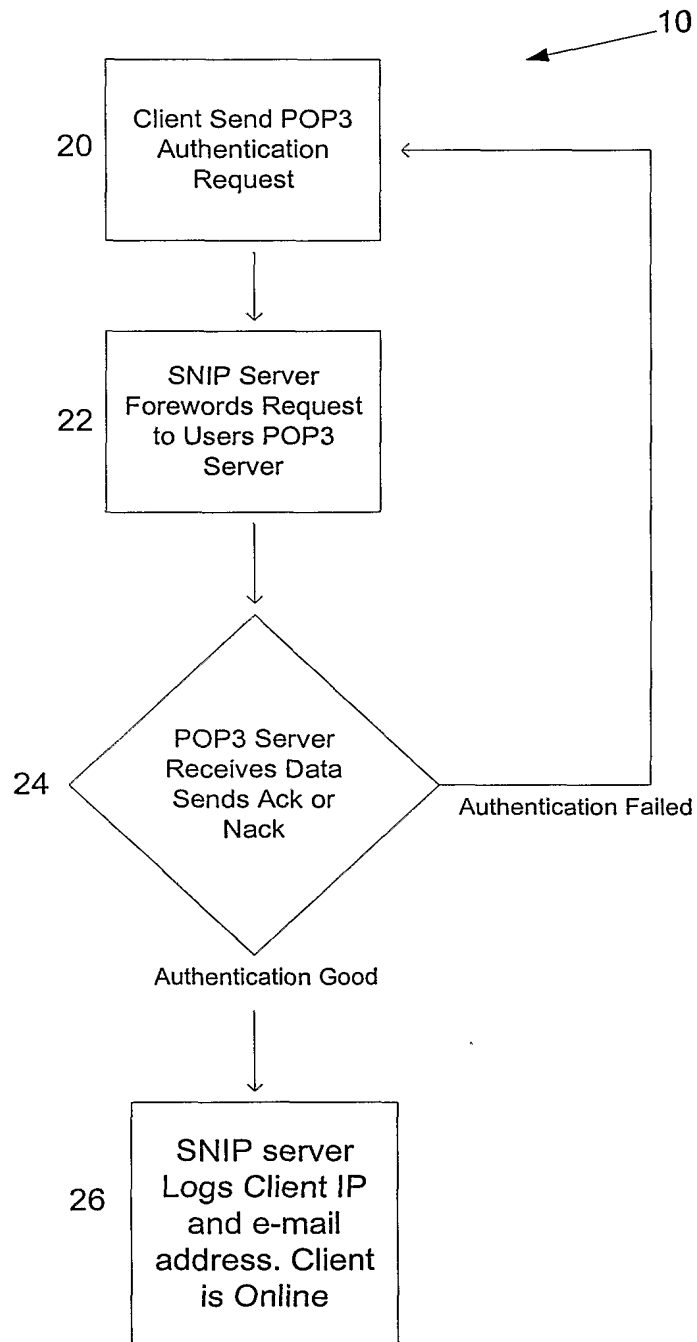 10
Client Send POP3
Authentication
Request
20
SNIP Server
Forewords Request
to Users POP3
Server
22
POP3 Server
Receives Data
Sends Ack or
Nack
24
Authentication Failed
Authentication Good
SNIP server
Logs Client IP
and e-mail
address. Client
is Online
26